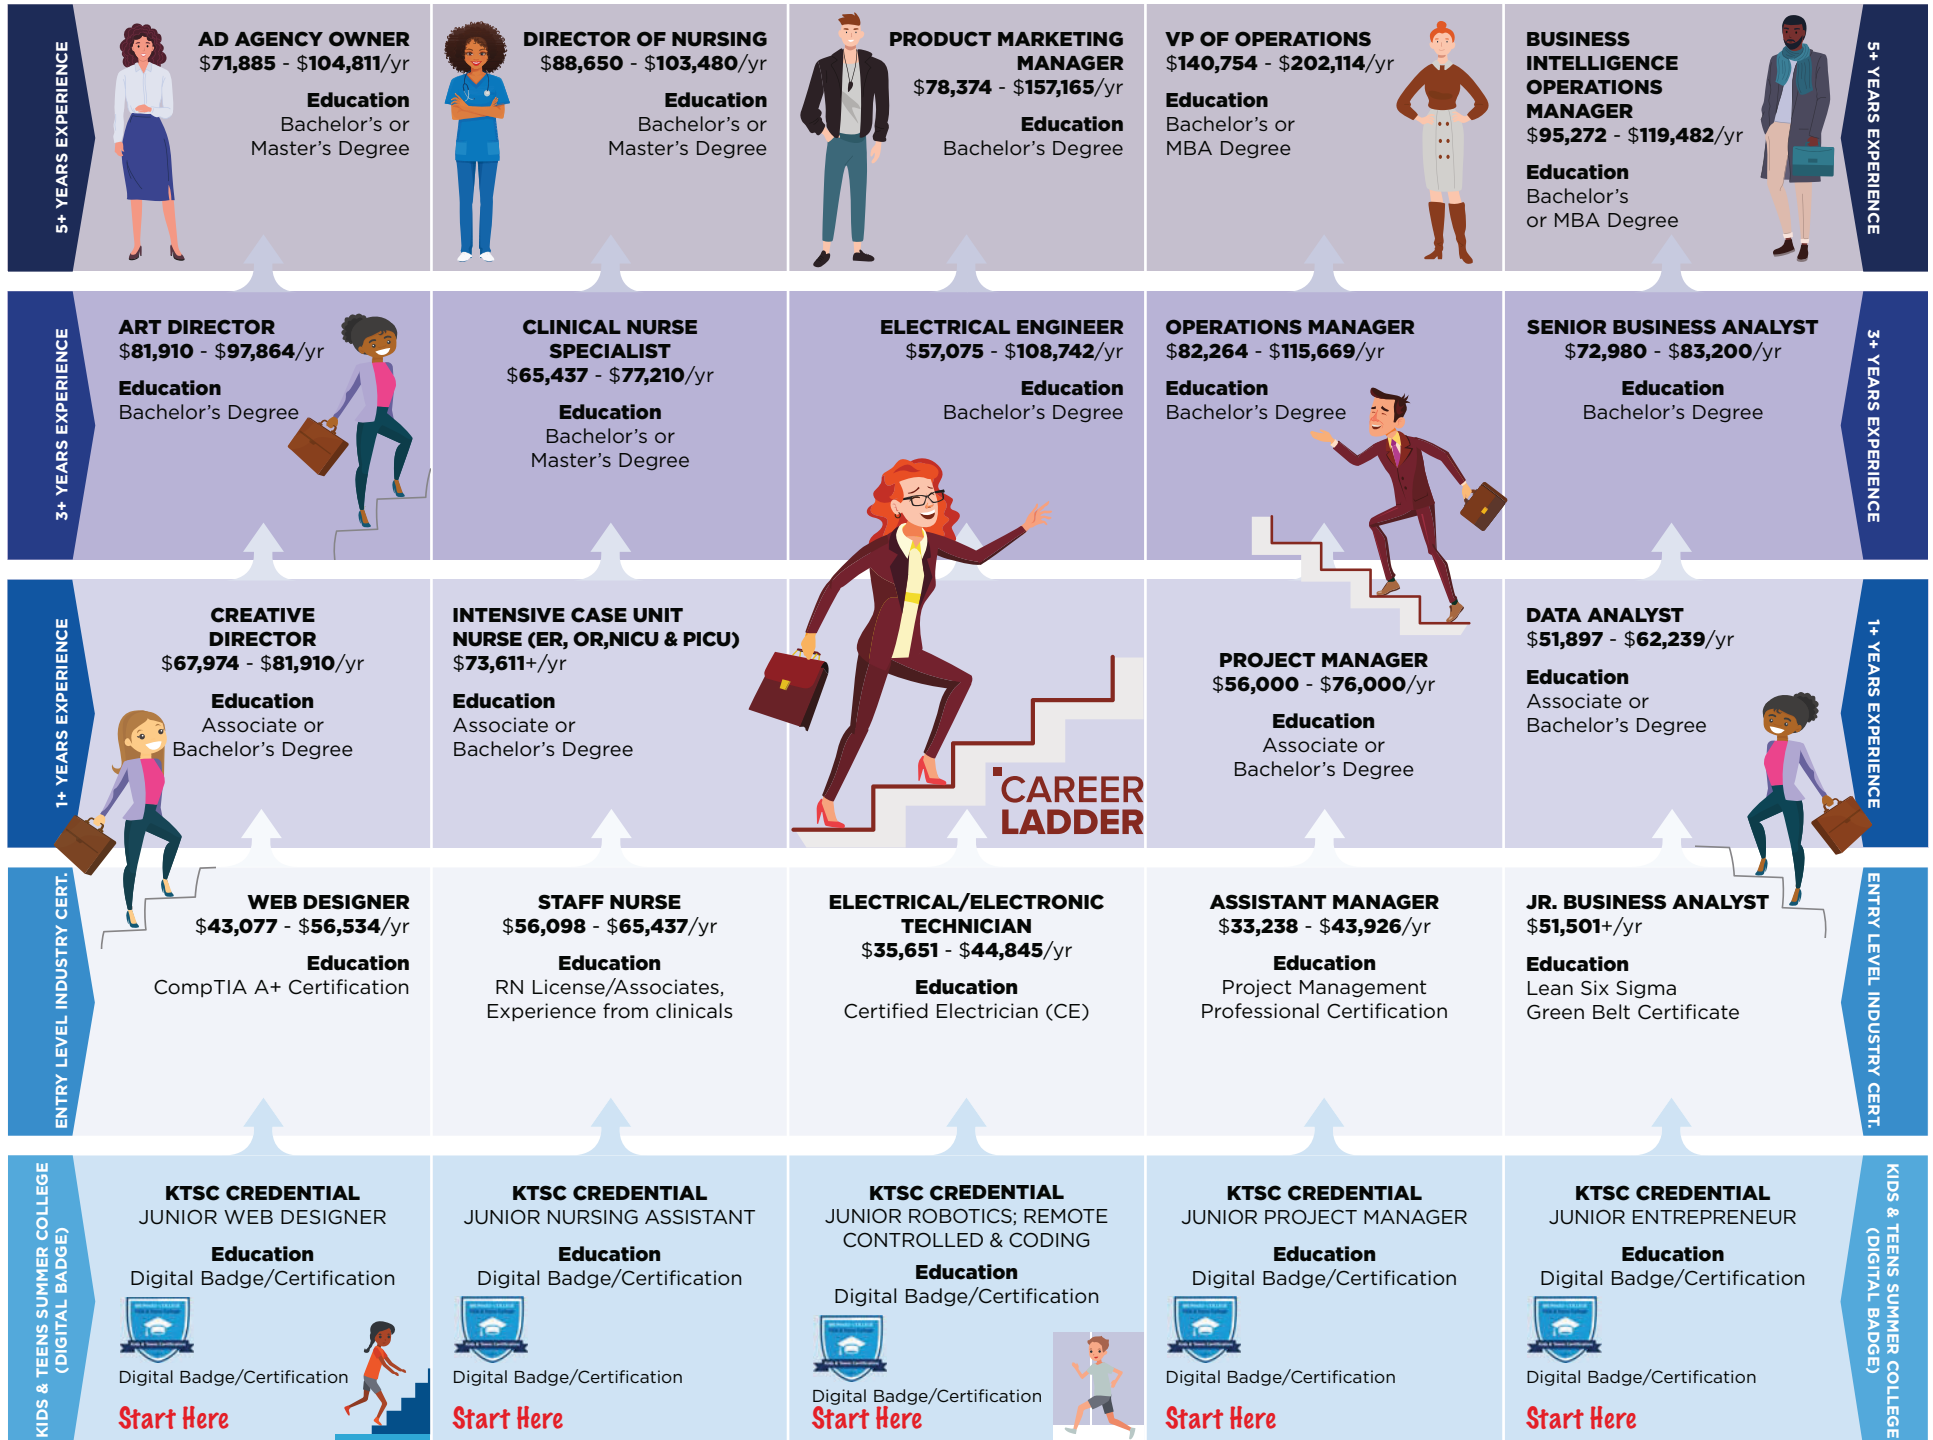 5+ YEARS EXPERIENCE
AD AGENCY OWNER
$71,885 - $104,811/yr
Education
Bachelor's or
Master's Degree
DIRECTOR OF NURSING
$88,650 - $103,480/yr
Education
Bachelor's or
Master's Degree
PRODUCT MARKETING
MANAGER
$78,374 - $157,165/yr
Education
Bachelor's Degree
VP OF OPERATIONS
$140,754 - $202,114/yr
Education
Bachelor's or
MBA Degree
BUSINESS
INTELLIGENCE
OPERATIONS
MANAGER
$95,272 - $119,482/yr
Education
Bachelor's
or MBA Degree
5+ YEARS EXPERIENCE
3+ YEARS EXPERIENCE
ART DIRECTOR
$81,910 - $97,864/yr
Education
Bachelor's Degree
CLINICAL NURSE
SPECIALIST
$65,437 - $77,210/yr
Education
Bachelor's or
Master's Degree
ELECTRICAL ENGINEER
$57,075 - $108,742/yr
Education
Bachelor's Degree
OPERATIONS MANAGER
$82,264 - $115,669/yr
Education
Bachelor's Degree
SENIOR BUSINESS ANALYST
$72,980 - $83,200/yr
Education
Bachelor's Degree
3+ YEARS EXPERIENCE
1+ YEARS EXPERIENCE
CREATIVE
DIRECTOR
$67,974 - $81,910/yr
Education
Associate or
Bachelor's Degree
INTENSIVE CASE UNIT
NURSE (ER, OR,NICU & PICU)
$73,611+/yr
Education
Associate or
Bachelor's Degree
CAREER
LADDER
PROJECT MANAGER
$56,000 - $76,000/yr
Education
Associate or
Bachelor's Degree
DATA ANALYST
$51,897 - $62,239/yr
Education
Associate or
Bachelor's Degree
1+ YEARS EXPERIENCE
ENTRY LEVEL INDUSTRY CERT.
WEB DESIGNER
$43,077 - $56,534/yr
Education
CompTIA A+ Certification
STAFF NURSE
$56,098 - $65,437/yr
Education
RN License/Associates,
Experience from clinicals
ELECTRICAL/ELECTRONIC
TECHNICIAN
$35,651 - $44,845/yr
Education
Certified Electrician (CE)
ASSISTANT MANAGER
$33,238 - $43,926/yr
Education
Project Management
Professional Certification
JR. BUSINESS ANALYST
$51,501+/yr
Education
Lean Six Sigma
Green Belt Certificate
ENTRY LEVEL INDUSTRY CERT.
KIDS & TEENS SUMMER COLLEGE
(DIGITAL BADGE)
KTSC CREDENTIAL
JUNIOR WEB DESIGNER
Education
Digital Badge/Certification
Digital Badge/Certification
Start Here
KTSC CREDENTIAL
JUNIOR NURSING ASSISTANT
Education
Digital Badge/Certification
Digital Badge/Certification
Start Here
KTSC CREDENTIAL
JUNIOR ROBOTICS; REMOTE
CONTROLLED & CODING
Education
Digital Badge/Certification
Digital Badge/Certification
Start Here
KTSC CREDENTIAL
JUNIOR PROJECT MANAGER
Education
Digital Badge/Certification
Digital Badge/Certification
Start Here
KTSC CREDENTIAL
JUNIOR ENTREPRENEUR
Education
Digital Badge/Certification
Digital Badge/Certification
Start Here
KIDS & TEENS SUMMER COLLEGE
(DIGITAL BADGE)